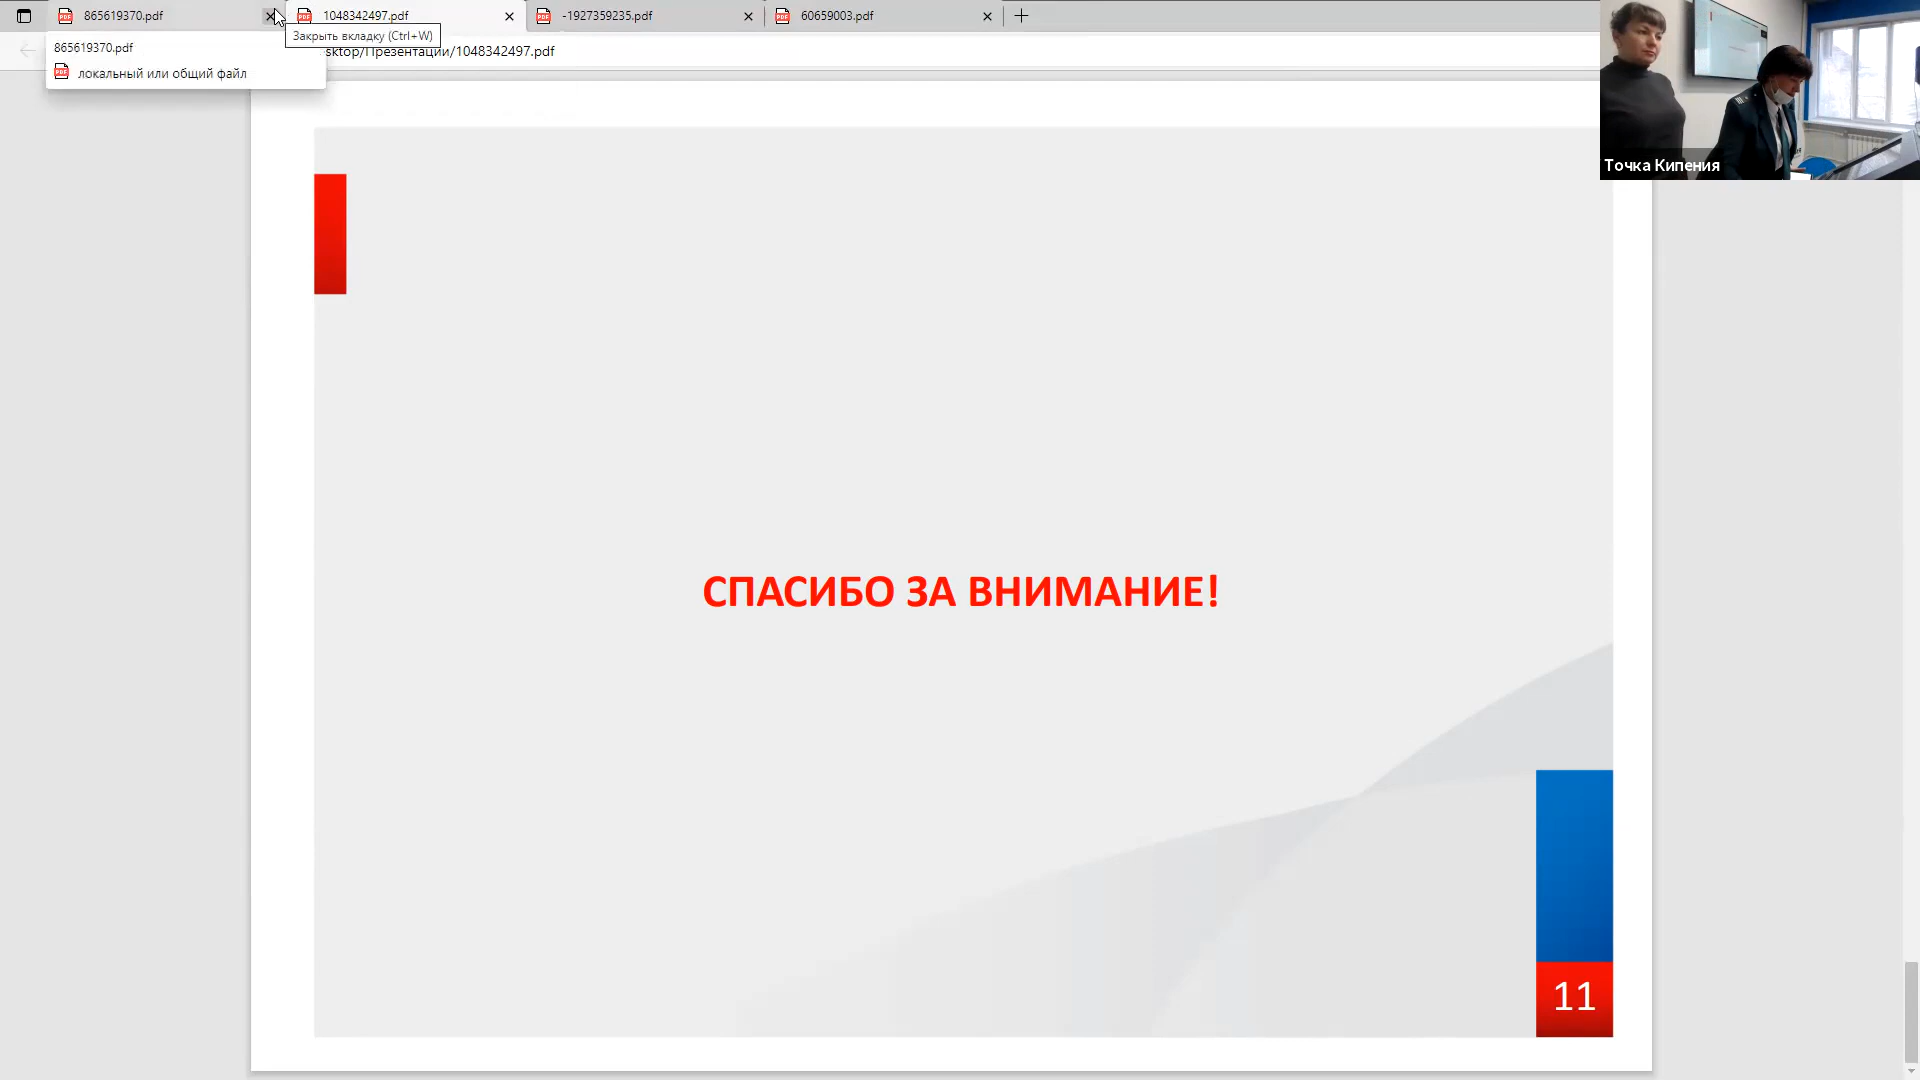 865619370.pdf
1048342497.pdf
-1927359235.pdf
60659003.pdf
Закрыть вкладку (Ctrl+W)
865619370.pdf
локальный или общий файл
sktop/Презентации/1048342497.pdf
Точка Кипения
СПАСИБО ЗА ВНИМАНИЕ!
11